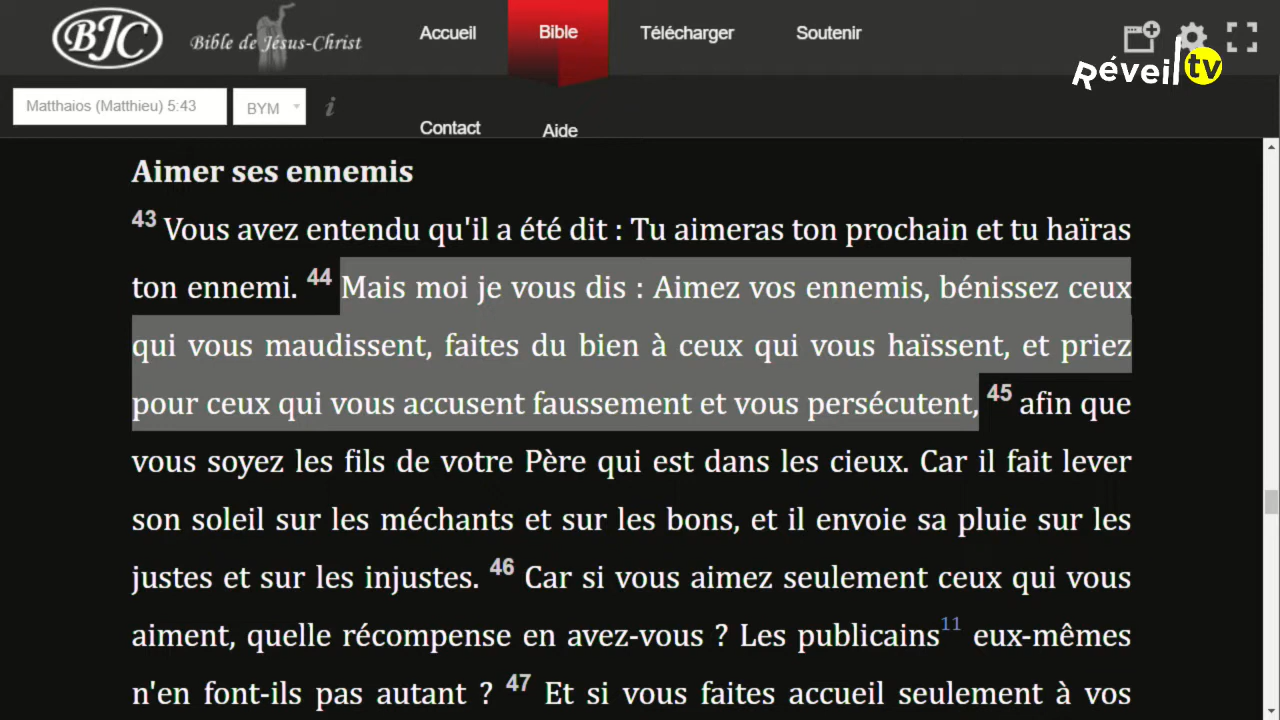 BJC Bible de Jésus-Christ
Accueil Bible Télécharger Soutenir
Réveil tv
Matthaios (Matthieu) 5:43 BYM i
Contact Aide
Aimer ses ennemis
43 Vous avez entendu qu'il a été dit : Tu aimeras ton prochain et tu haïras
ton ennemi. 44 Mais moi je vous dis : Aimez vos ennemis, bénissez ceux
qui vous maudissent, faites du bien à ceux qui vous haïssent, et priez
pour ceux qui vous accusent faussement et vous persécutent, 45 afin que
vous soyez les fils de votre Père qui est dans les cieux. Car il fait lever
son soleil sur les méchants et sur les bons, et il envoie sa pluie sur les
justes et sur les injustes. 46 Car si vous aimez seulement ceux qui vous
aiment, quelle récompense en avez-vous ? Les publicains11 eux-mêmes
n'en font-ils pas autant ? 47 Et si vous faites accueil seulement à vos